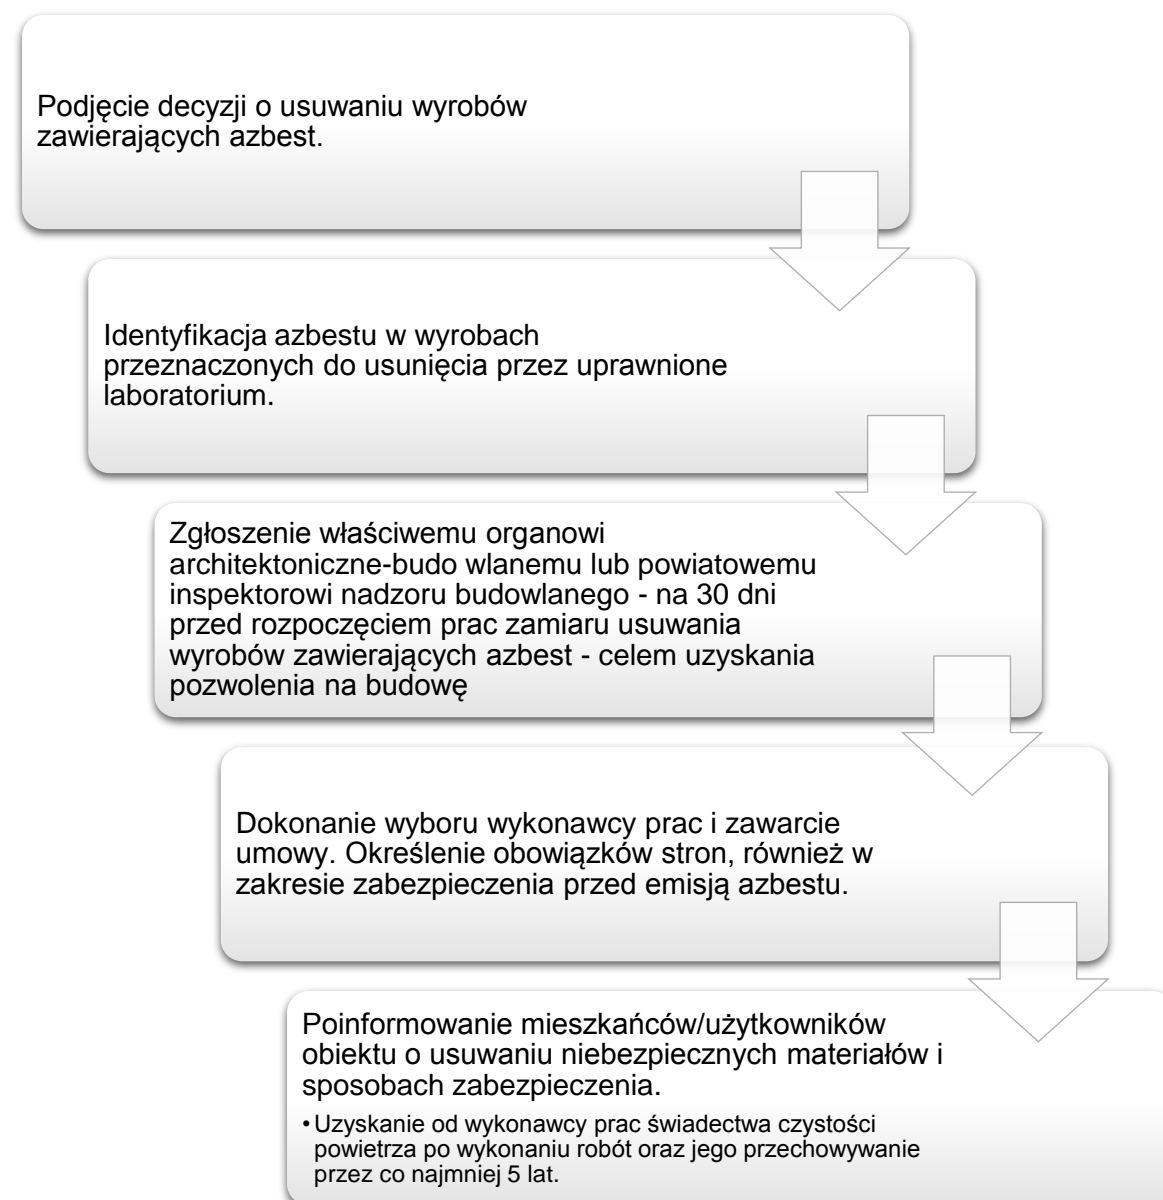 Podjęcie decyzji o usuwaniu wyrobów
zawierających azbest.
Identyfikacja azbestu w wyrobach
przeznaczonych do usunięcia przez uprawnione
laboratorium.
Zgłoszenie właściwemu organowi
architektoniczne-budo wlanemu lub powiatowemu
inspektorowi nadzoru budowlanego - na 30 dni
przed rozpoczęciem prac zamiaru usuwania
wyrobów zawierających azbest - celem uzyskania
pozwolenia na budowę
Dokonanie wyboru wykonawcy prac i zawarcie
umowy. Określenie obowiązków stron, również w
zakresie zabezpieczenia przed emisją azbestu.
Poinformowanie mieszkańców/użytkowników
obiektu o usuwaniu niebezpiecznych materiałów i
sposobach zabezpieczenia.
• Uzyskanie od wykonawcy prac świadectwa czystości
powietrza po wykonaniu robót oraz jego przechowywanie
przez co najmniej 5 lat.